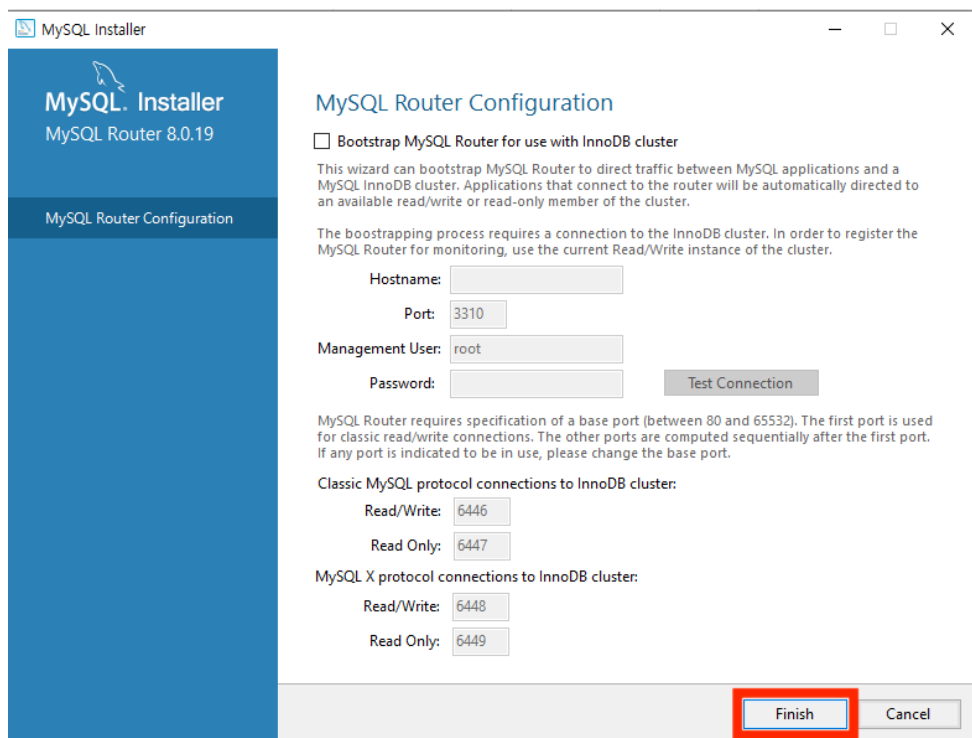 MySQL Installer
MySQL. Installer
MySQL Router 8.0.19
MySQL Router Configuration
MySQL Router Configuration
Bootstrap MySQL Router for use with InnoDB cluster
This wizard can bootstrap MySQL Router to direct traffic between MySQL applications and a
MySQL InnoDB cluster. Applications that connect to the router will be automatically directed to
an available read/write or read-only member of the cluster.
The boostrapping process requires a connection to the InnoDB cluster. In order to register the
MySQL Router for monitoring, use the current Read/Write instance of the cluster.
Hostname:
Port: 3310
Management User: root
Password: Test Connection
MySQL Router requires specification of a base port (between 80 and 65532). The first port is used
for classic read/write connections. The other ports are computed sequentially after the first port.
If any port is indicated to be in use, please change the base port.
Classic MySQL protocol connections to InnoDB cluster:
Read/Write: 6446
Read Only: 6447
MySQL X protocol connections to InnoDB cluster:
Read/Write: 6448
Read Only: 6449
Finish Cancel